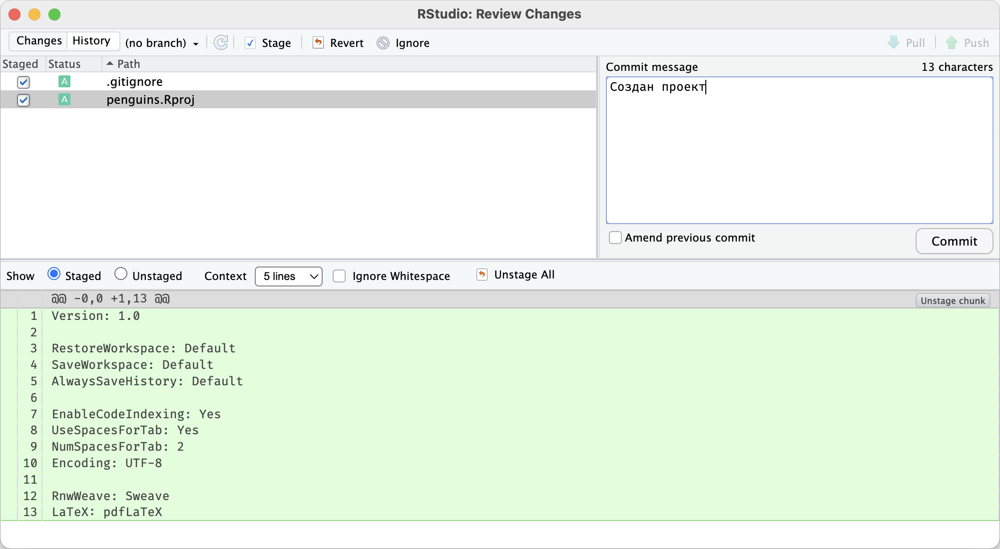 RStudio: Review Changes
Changes History (no branch) Stage Revert Ignore Pull Push
Staged Status Path
A .gitignore
A penguins.Rproj
Commit message 13 characters
Создан проект
Amend previous commit
Commit
Show Staged Unstaged Context 5 lines Ignore Whitespace Unstage All
@@ -0,0 +1,13 @@ Unstage chunk
1 Version: 1.0
2
3 RestoreWorkspace: Default
4 SaveWorkspace: Default
5 AlwaysSaveHistory: Default
6
7 EnableCodeIndexing: Yes
8 UseSpacesForTab: Yes
9 NumSpacesForTab: 2
10 Encoding: UTF-8
11
12 RnwWeave: Sweave
13 LaTeX: pdfLaTeX